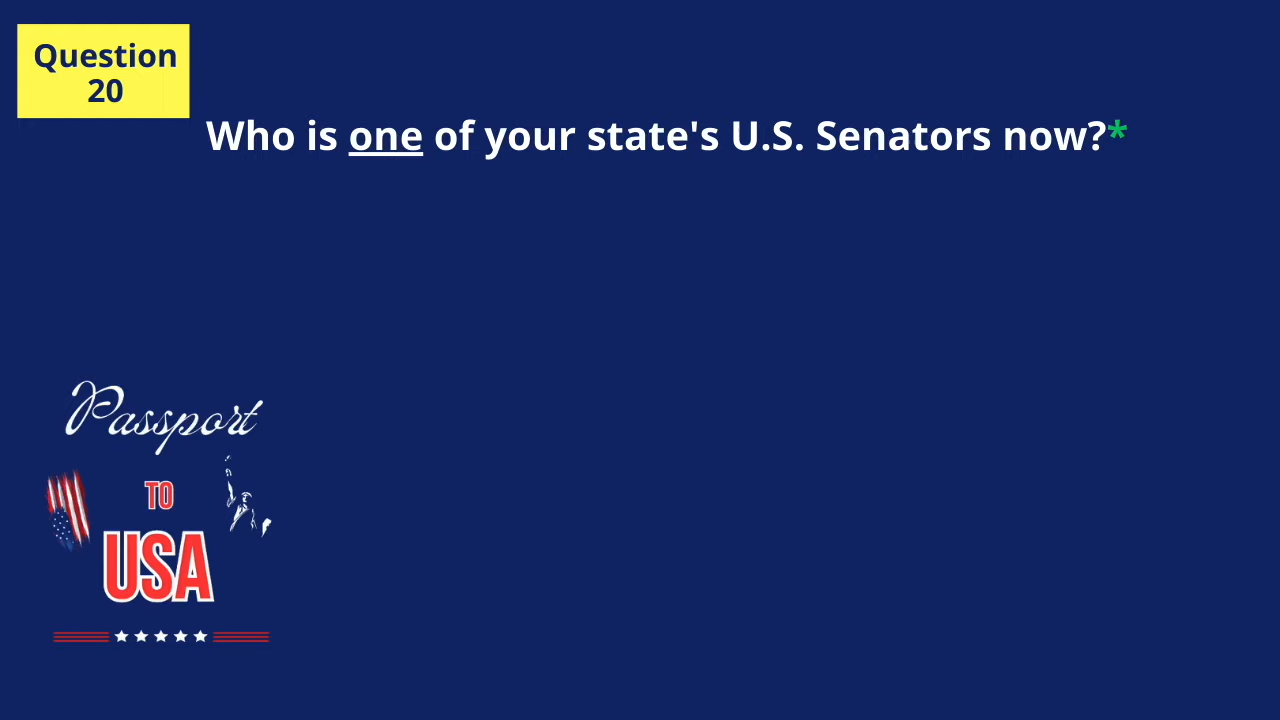 Question
20
Who is one of your state's U.S. Senators now?*
Passport
TO
USA